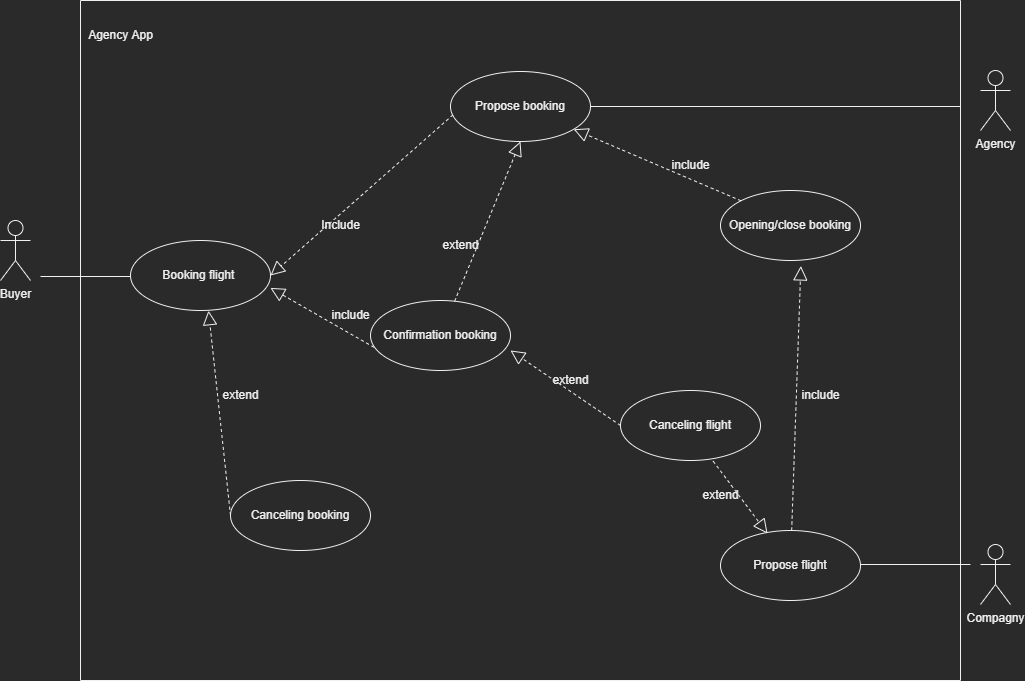 Agency App
Propose booking
Agency
include
Opening/close booking
Include
extend
Buyer
Booking flight
include
Confirmation booking
extend
extend
include
Canceling flight
extend
Canceling booking
Propose flight
Compagny